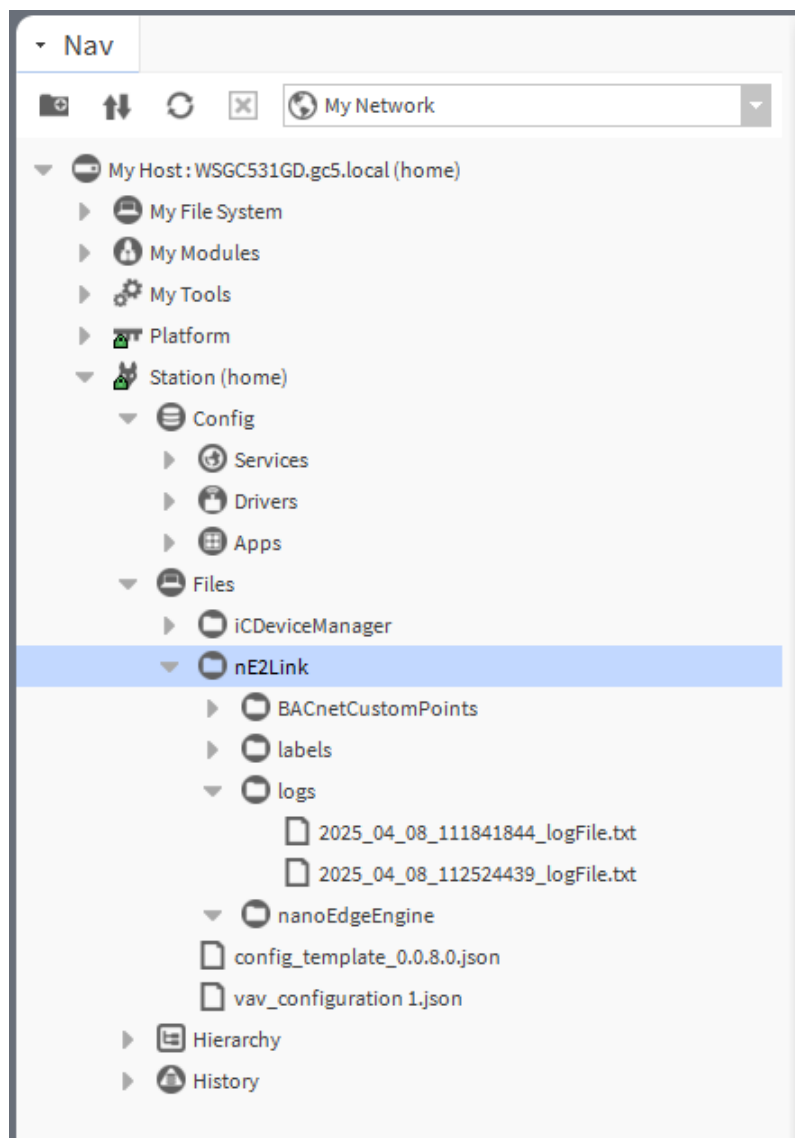 Nav
My Network
My Host : WSGC531GD.gc5.local (home)
My File System
My Modules
My Tools
Platform
Station (home)
Config
Services
Drivers
Apps
Files
iCDeviceManager
nE2Link
BACnetCustomPoints
labels
logs
2025_04_08_111841844_logFile.txt
2025_04_08_112524439_logFile.txt
nanoEdgeEngine
config_template_0.0.8.0.json
vav_configuration 1.json
Hierarchy
History